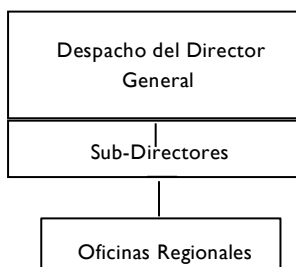 Despacho del Director
General
Sub-Directores
Oficinas Regionales